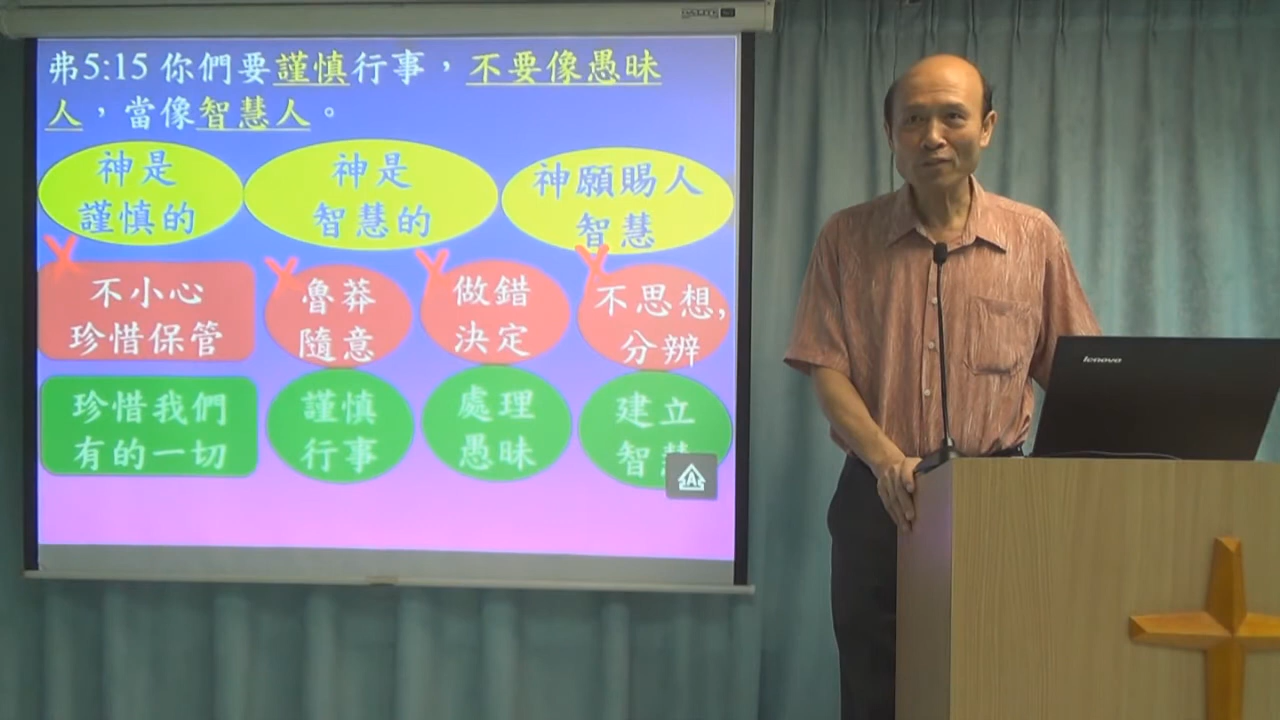 弗5:15 你們要謹慎行事，不要像愚昧
人，當像智慧人。
神是
謹慎的
神是
智慧的
神願賜人
智慧
不小心
珍惜保管
魯莽
隨意
做錯
決定
不思想,
分辨
珍惜我們
有的一切
謹慎
行事
處理
愚昧
建立
智慧
A
lenovo